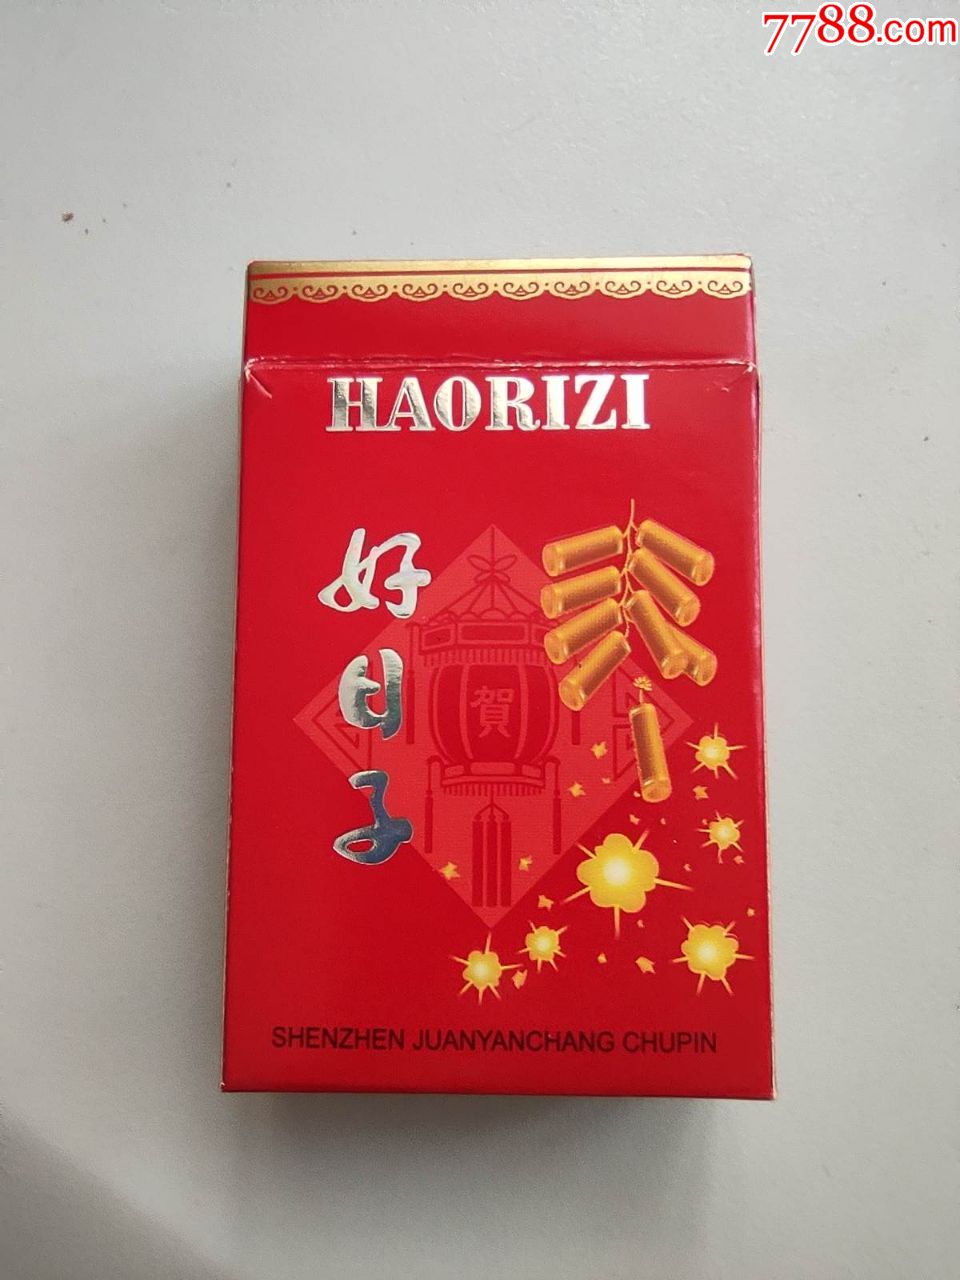 7788.com
HAORIZI
好日子
賀
SHENZHEN JUANYANCHANG CHUPIN